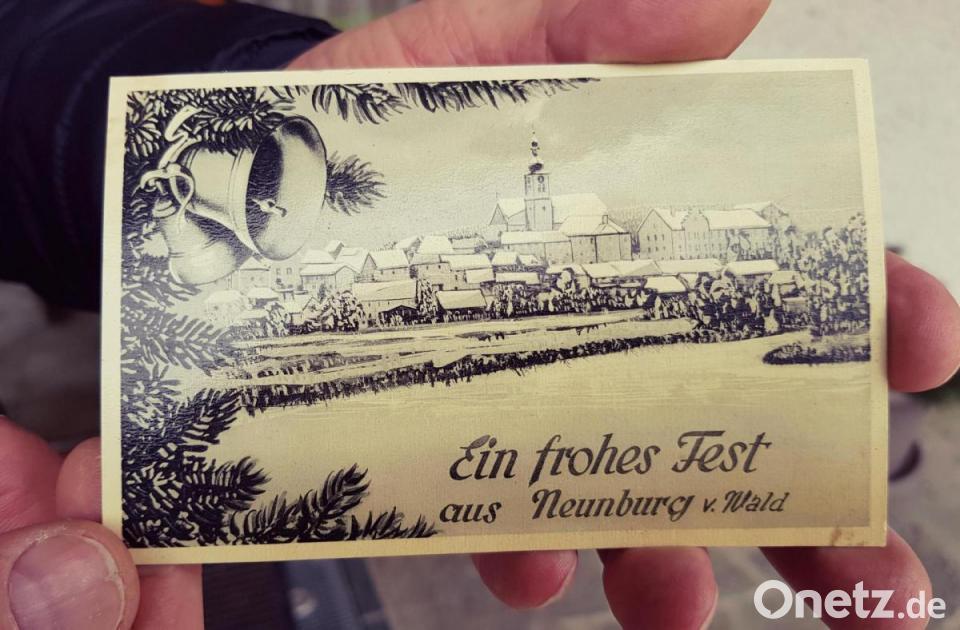 Ein frohes Fest
aus Neunburg v. Wald
Onetz.de